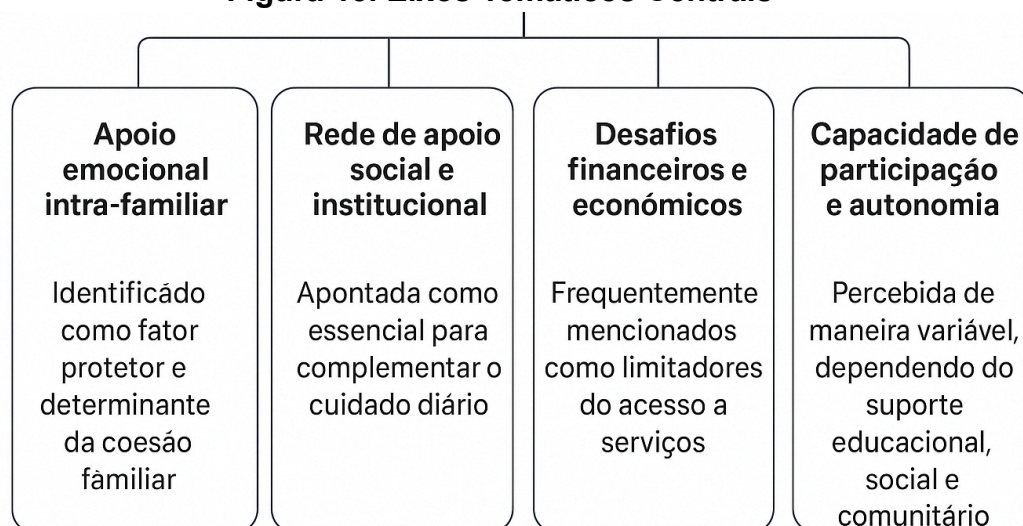 Apoio
emocional
intra-familiar
Identificádo
como fator
protetor e
determinante
da coesáo
fàmiliar
Rede de apoio
social e
institucional
Apontada como
essencial para
complementar o
cuidado diário
Desafios
financeiros e
económicos
Frequentemente
mencionados
como limitadores
do acesso a
serviços
Capacidade de
participaçáo
e autonomia
Percebida de
maneira variável,
dependendo do
suporte
educacional,
social e
comunitário